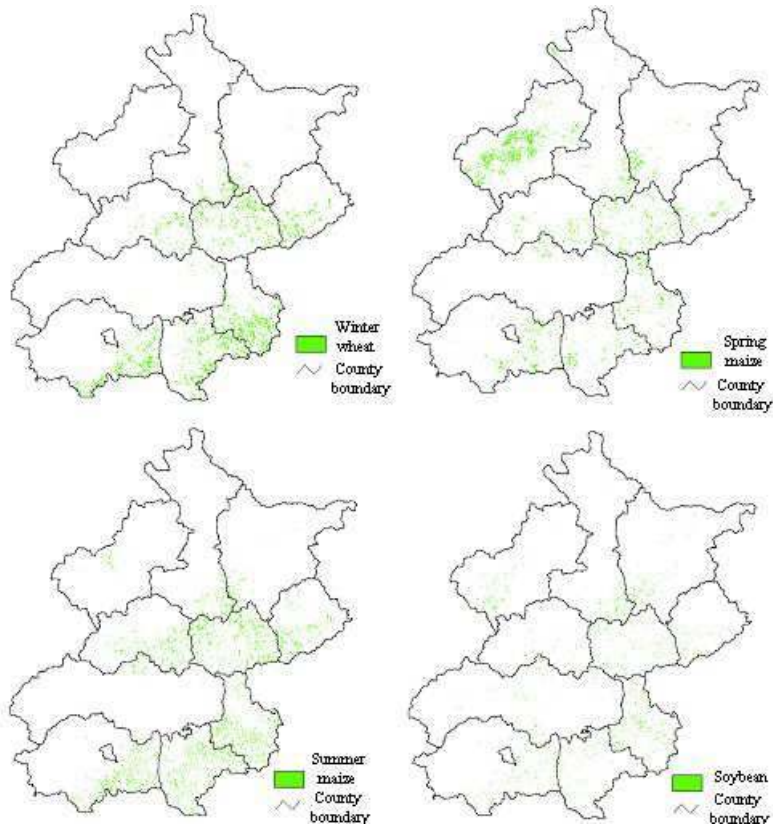 Winter
wheat
County
boundary
Spring
maize
County
boundary
Summer
maize
County
boundary
Soybean
County
boundary